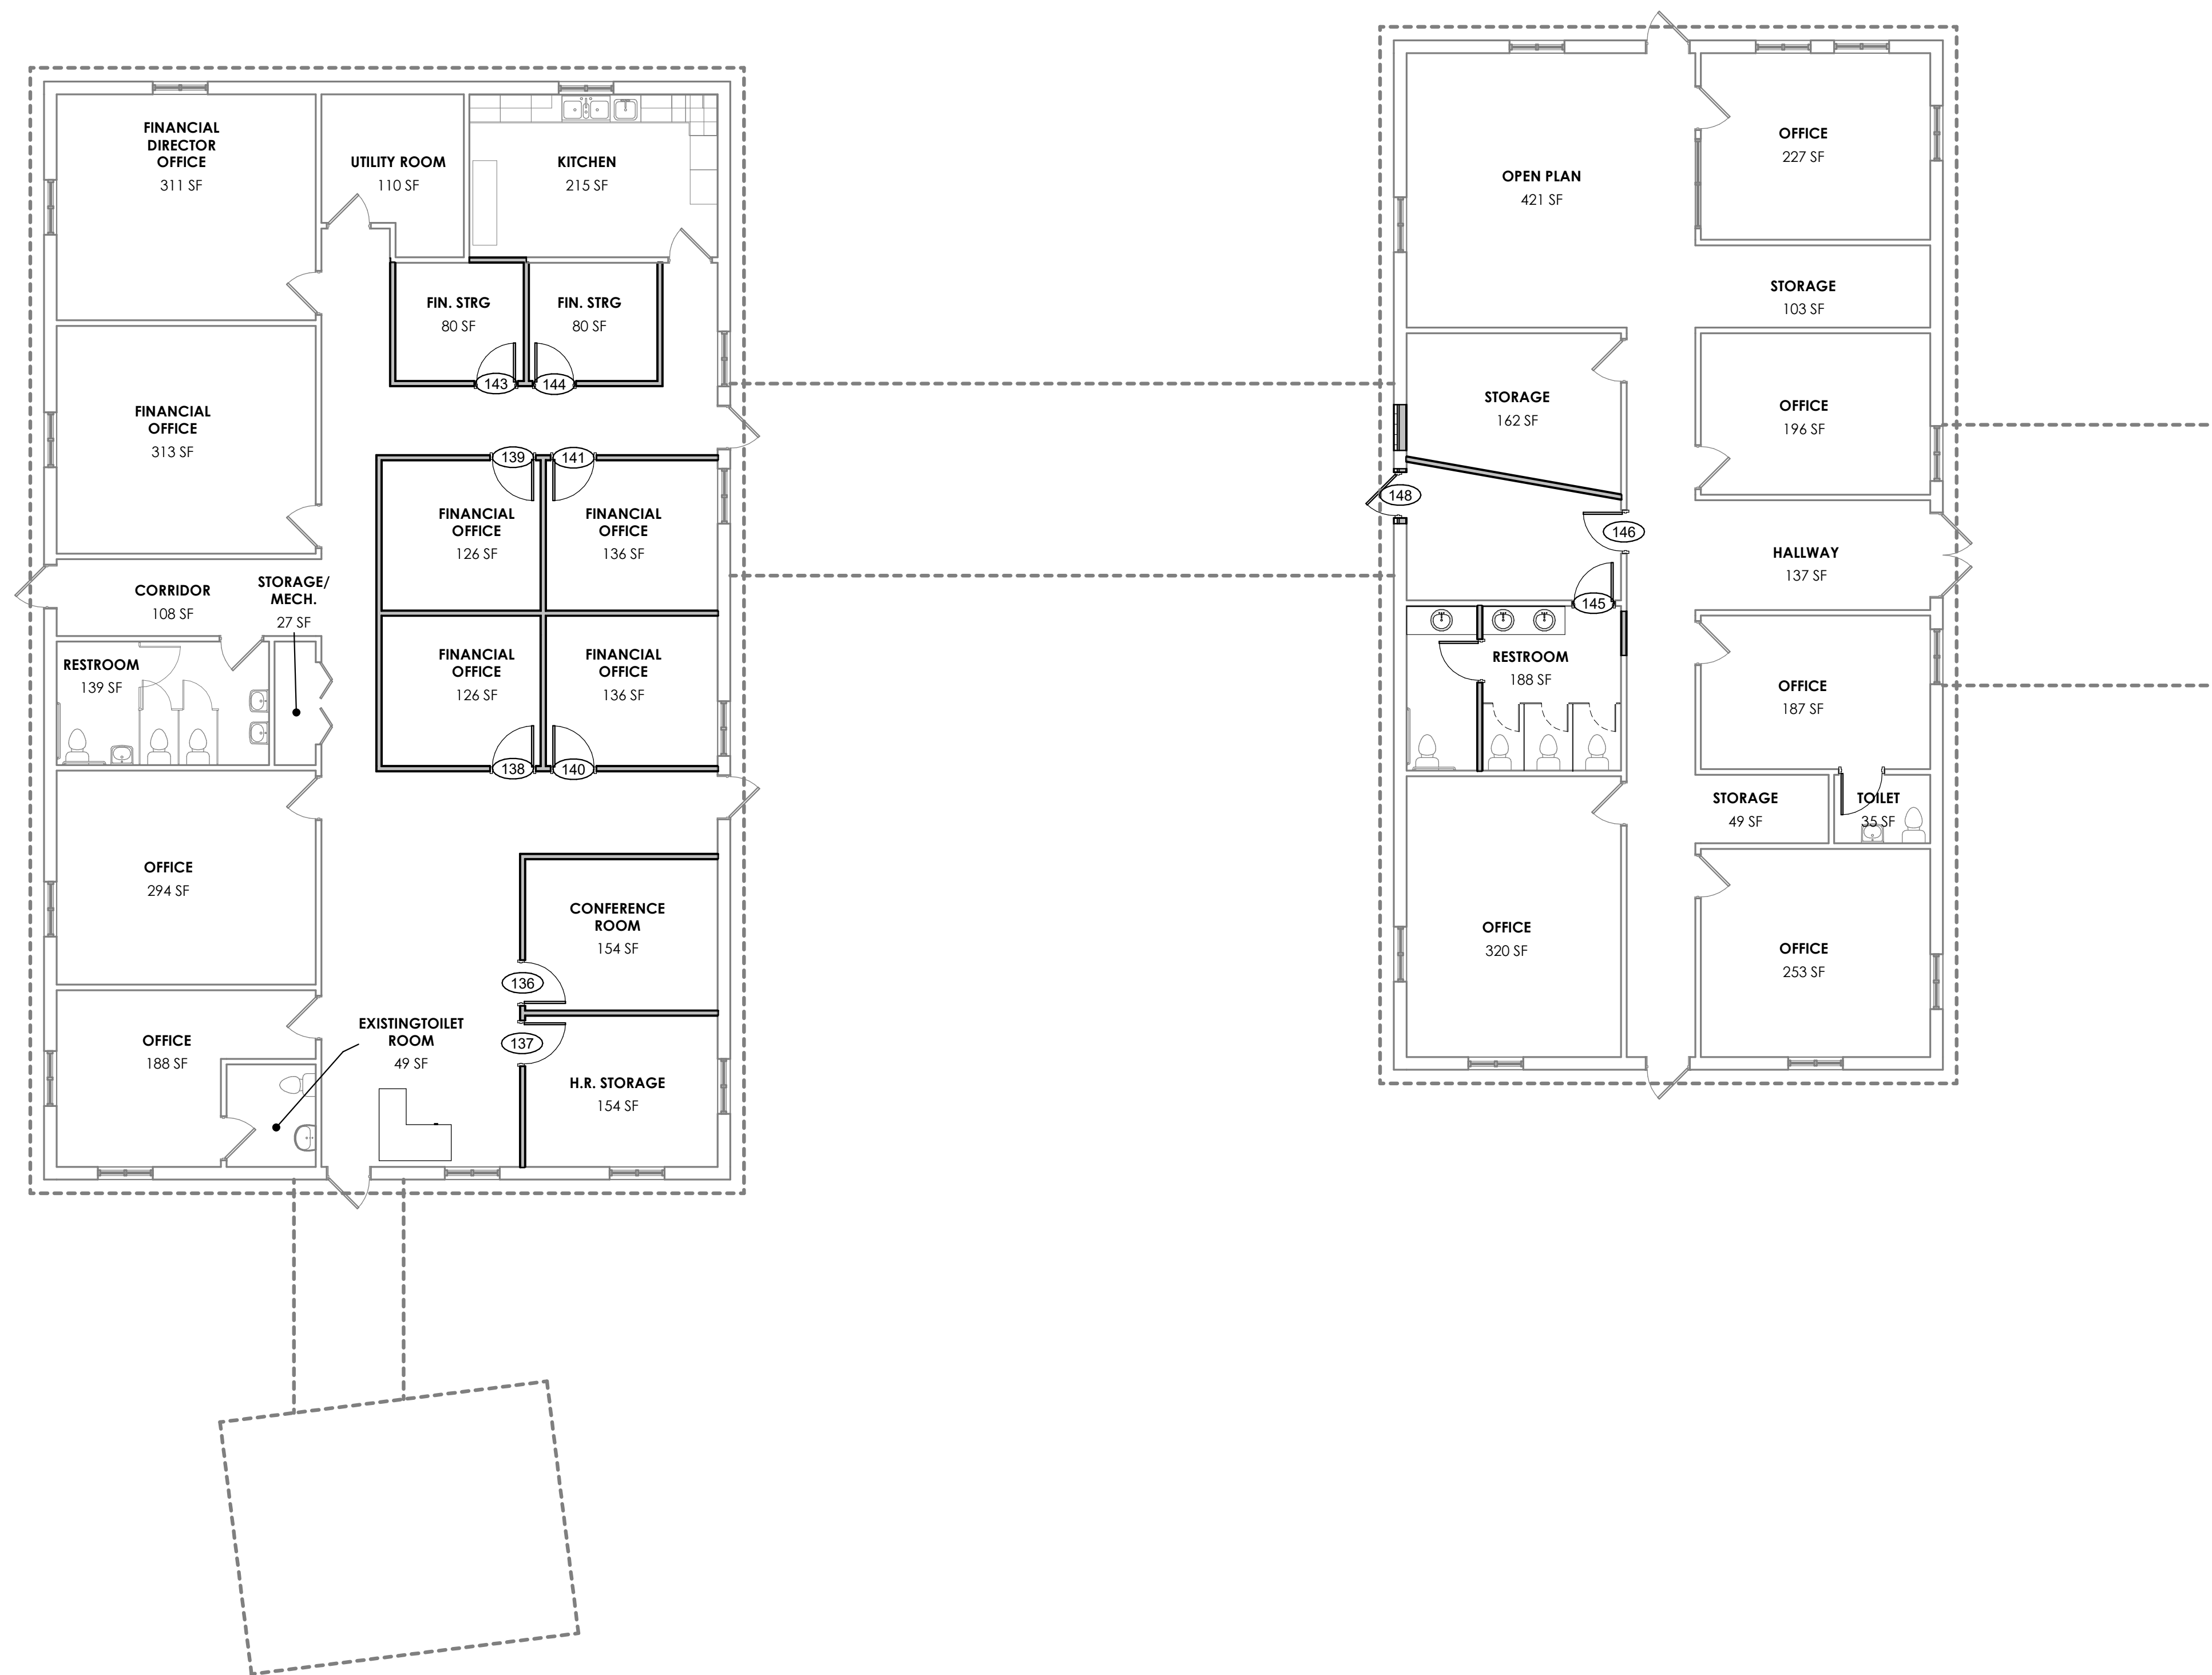 FINANCIAL
DIRECTOR
OFFICE
311 SF
UTILITY ROOM
110 SF
KITCHEN
215 SF
FIN. STRG
80 SF
FIN. STRG
80 SF
143
144
FINANCIAL
OFFICE
313 SF
139
141
FINANCIAL
OFFICE
126 SF
FINANCIAL
OFFICE
136 SF
CORRIDOR
108 SF
STORAGE/
MECH.
27 SF
RESTROOM
139 SF
FINANCIAL
OFFICE
126 SF
FINANCIAL
OFFICE
136 SF
138
140
OFFICE
294 SF
CONFERENCE
ROOM
154 SF
136
137
OFFICE
188 SF
EXISTINGTOILET
ROOM
49 SF
H.R. STORAGE
154 SF
OPEN PLAN
421 SF
OFFICE
227 SF
STORAGE
103 SF
STORAGE
162 SF
OFFICE
196 SF
148
146
HALLWAY
137 SF
145
RESTROOM
188 SF
OFFICE
187 SF
STORAGE
49 SF
TOILET
35 SF
OFFICE
320 SF
OFFICE
253 SF